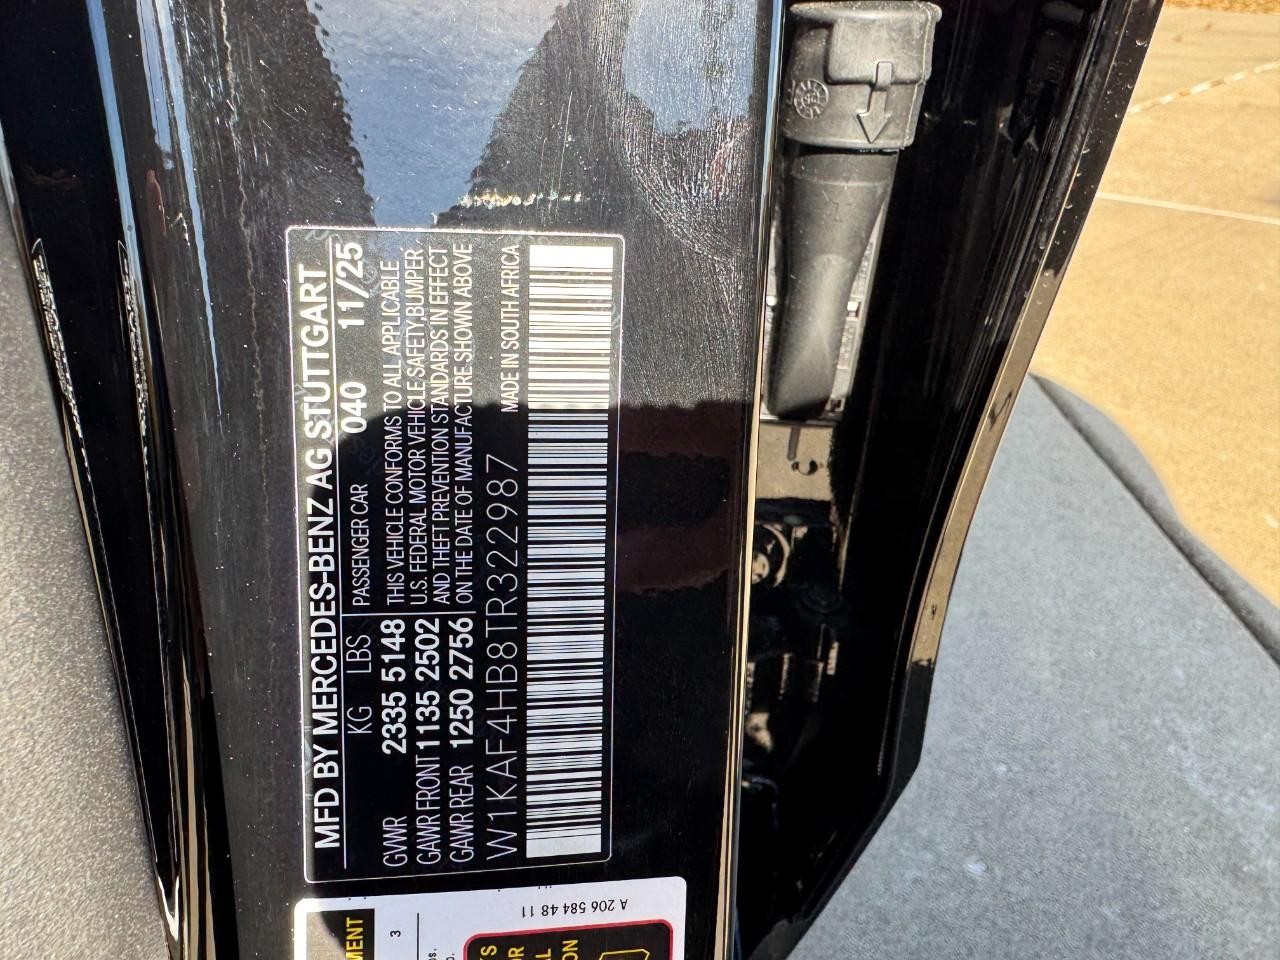 MFD BY MERCEDES-BENZ AG STUTTGART
KG LBS PASSENGER CAR 040 11/25
GVWR 2335 5148
GAWR FRONT 1135 2502
GAWR REAR 1250 2756
THIS VEHICLE CONFORMS TO ALL APPLICABLE
U.S. FEDERAL MOTOR VEHICLE SAFETY, BUMPER,
AND THEFT PREVENTION STANDARDS IN EFFECT
ON THE DATE OF MANUFACTURE SHOWN ABOVE
W1KAF4HB8TR322987 MADE IN SOUTH AFRICA
A 206 584 48 11
3